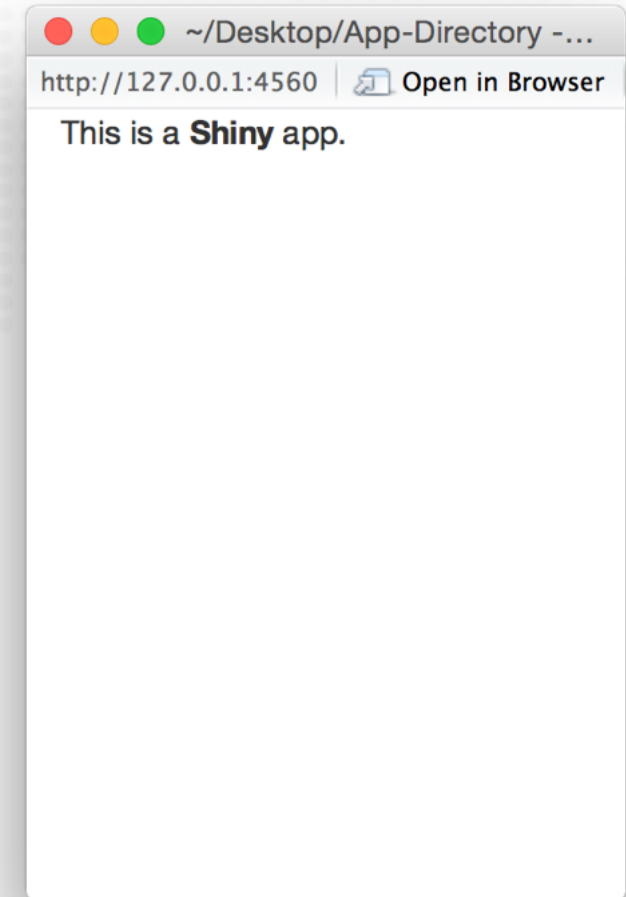 ~/Desktop/App-Directory -...
http://127.0.0.1:4560 Open in Browser
This is a Shiny app.